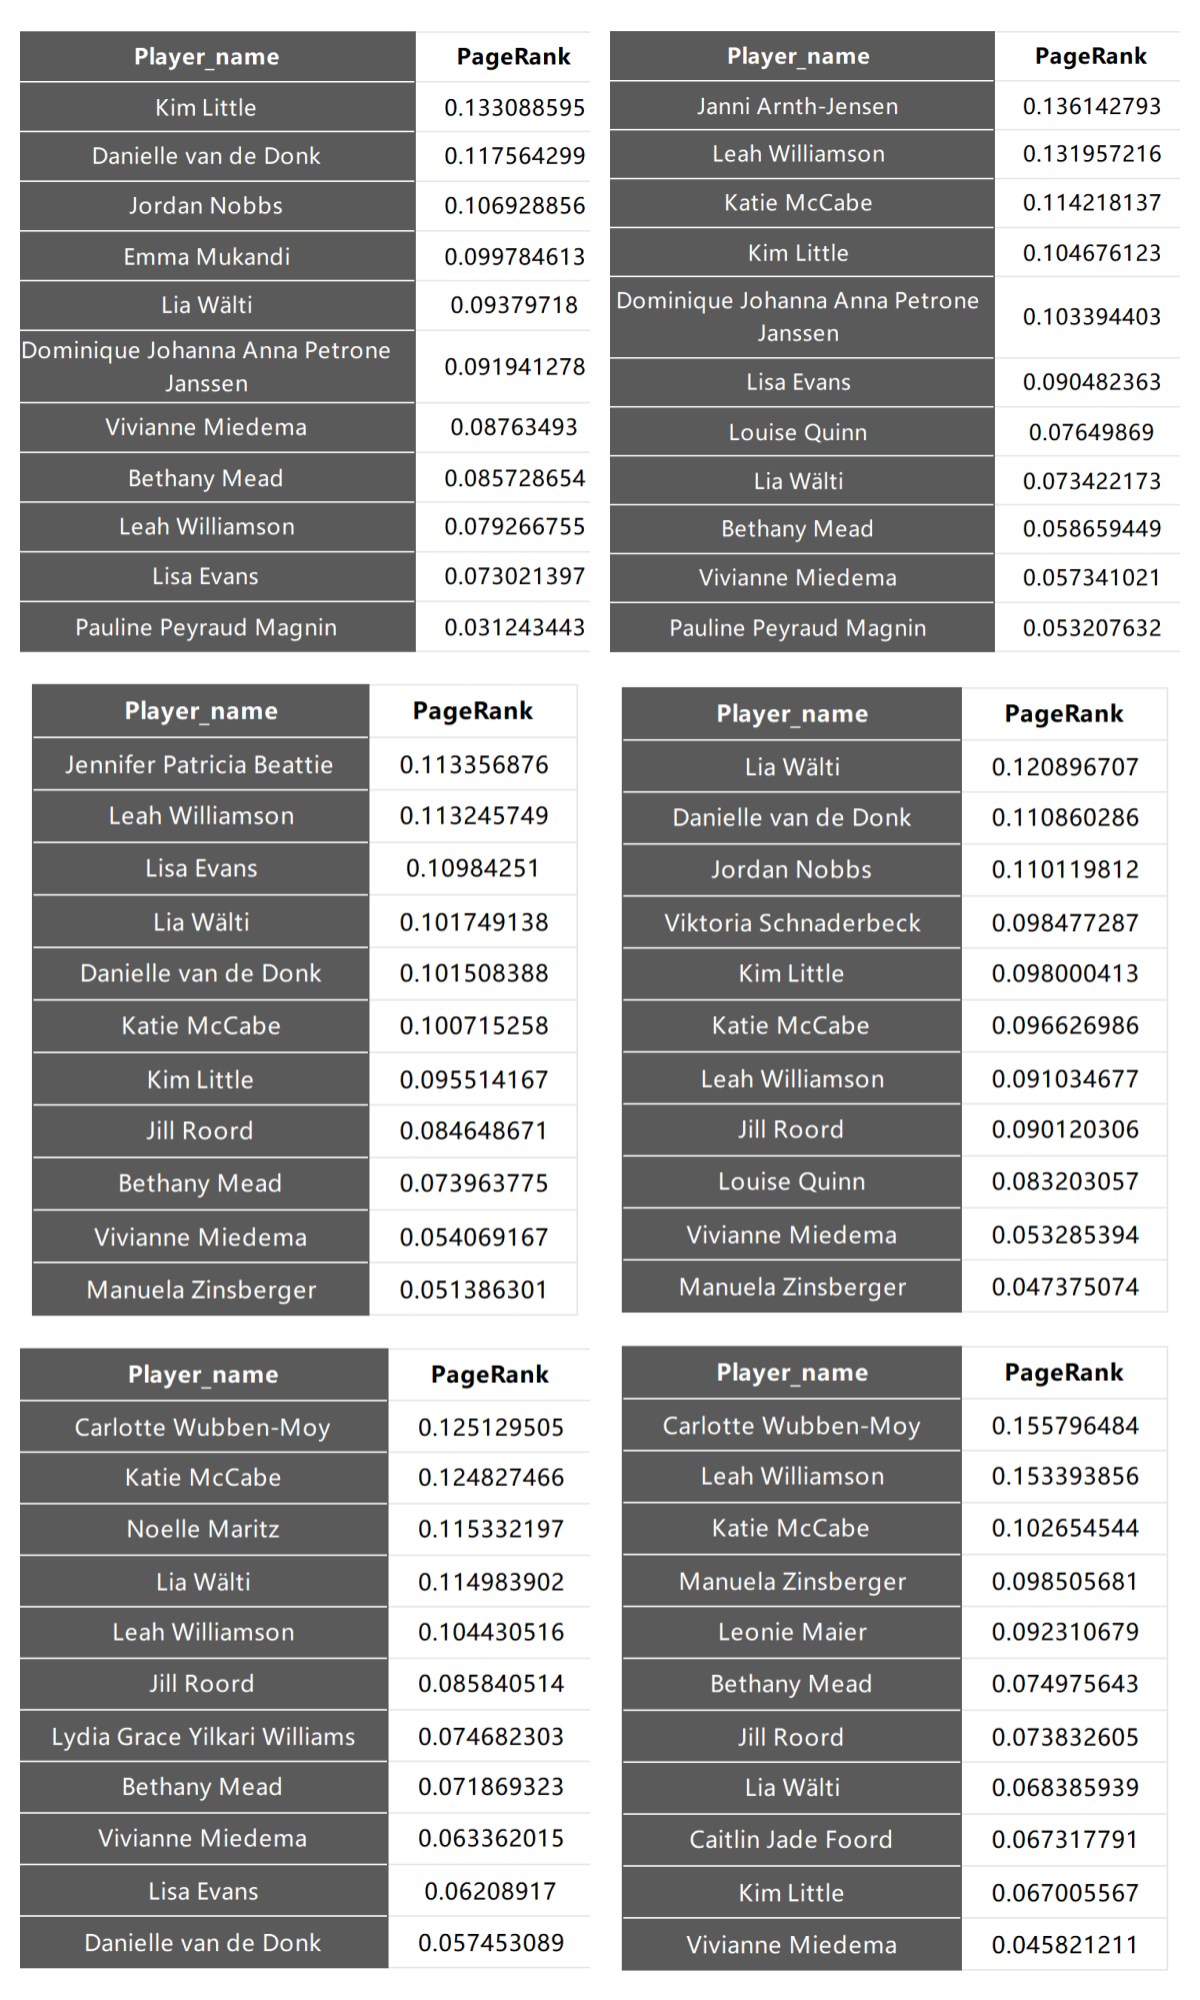 Player_name PageRank
Kim Little 0.133088595
Danielle van de Donk 0.117564299
Jordan Nobbs 0.106928856
Emma Mukandi 0.099784613
Lia Wälti 0.09379718
Dominique Johanna Anna Petrone
Janssen 0.091941278
Vivianne Miedema 0.08763493
Bethany Mead 0.085728654
Leah Williamson 0.079266755
Lisa Evans 0.073021397
Pauline Peyraud Magnin 0.031243443
Player_name PageRank
Janni Arnth-Jensen 0.136142793
Leah Williamson 0.131957216
Katie McCabe 0.114218137
Kim Little 0.104676123
Dominique Johanna Anna Petrone
Janssen 0.103394403
Lisa Evans 0.090482363
Louise Quinn 0.07649869
Lia Wälti 0.073422173
Bethany Mead 0.058659449
Vivianne Miedema 0.057341021
Pauline Peyraud Magnin 0.053207632
Player_name PageRank
Jennifer Patricia Beattie 0.113356876
Leah Williamson 0.113245749
Lisa Evans 0.10984251
Lia Wälti 0.101749138
Danielle van de Donk 0.101508388
Katie McCabe 0.100715258
Kim Little 0.095514167
Jill Roord 0.084648671
Bethany Mead 0.073963775
Vivianne Miedema 0.054069167
Manuela Zinsberger 0.051386301
Player_name PageRank
Lia Wälti 0.120896707
Danielle van de Donk 0.110860286
Jordan Nobbs 0.110119812
Viktoria Schnaderbeck 0.098477287
Kim Little 0.098000413
Katie McCabe 0.096626986
Leah Williamson 0.091034677
Jill Roord 0.090120306
Louise Quinn 0.083203057
Vivianne Miedema 0.053285394
Manuela Zinsberger 0.047375074
Player_name PageRank
Carlotte Wubben-Moy 0.125129505
Katie McCabe 0.124827466
Noelle Maritz 0.115332197
Lia Wälti 0.114983902
Leah Williamson 0.104430516
Jill Roord 0.085840514
Lydia Grace Yilkari Williams 0.074682303
Bethany Mead 0.071869323
Vivianne Miedema 0.063362015
Lisa Evans 0.06208917
Danielle van de Donk 0.057453089
Player_name PageRank
Carlotte Wubben-Moy 0.155796484
Leah Williamson 0.153393856
Katie McCabe 0.102654544
Manuela Zinsberger 0.098505681
Leonie Maier 0.092310679
Bethany Mead 0.074975643
Jill Roord 0.073832605
Lia Wälti 0.068385939
Caitlin Jade Foord 0.067317791
Kim Little 0.067005567
Vivianne Miedema 0.045821211